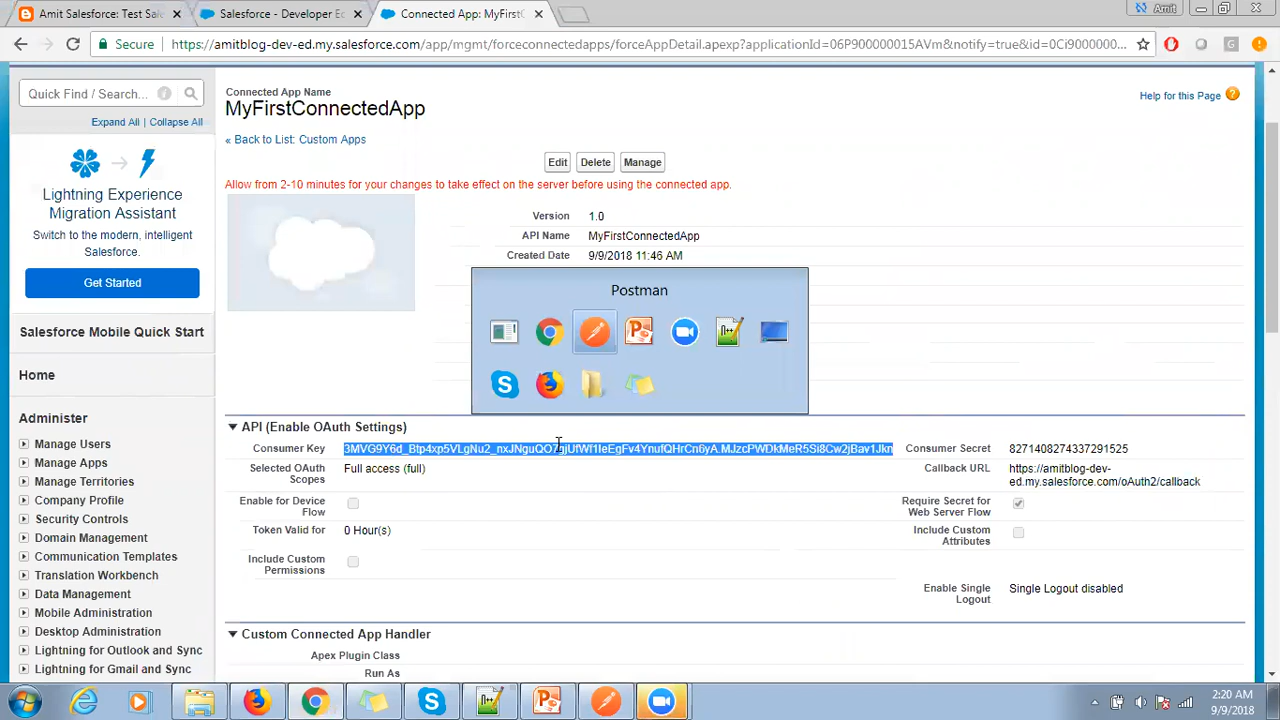 Amit Salesforce: Test Sal
Salesforce - Developer Ed
Connected App: MyFirstC
Amit
Secure
https://amitblog-dev-ed.my.salesforce.com/app/mgmt/forceconnectedapps/forceAppDetail.apexp?applicationId=06P900000015AVm&notify=true&id=0Ci9000000...
Quick Find / Search...
Expand All | Collapse All
Lightning Experience
Migration Assistant
Switch to the modern, intelligent
Salesforce.
Get Started
Salesforce Mobile Quick Start
Home
Administer
Manage Users
Manage Apps
Manage Territories
Company Profile
Security Controls
Domain Management
Communication Templates
Translation Workbench
Data Management
Mobile Administration
Desktop Administration
Lightning for Outlook and Sync
Lightning for Gmail and Sync
Connected App Name
MyFirstConnectedApp
Help for this Page
« Back to List: Custom Apps
Edit Delete Manage
Allow from 2-10 minutes for your changes to take effect on the server before using the connected app.
Version 1.0
API Name MyFirstConnectedApp
Created Date 9/9/2018 11:46 AM
Postman
API (Enable OAuth Settings)
Consumer Key
Consumer Secret 8271408274337291525
Selected OAuth Scopes Full access (full)
Callback URL https://amitblog-dev-
ed.my.salesforce.com/oAuth2/callback
Enable for Device
Flow
Require Secret for
Web Server Flow
Token Valid for 0 Hour(s)
Include Custom
Attributes
Include Custom
Permissions
Enable Single
Logout
Single Logout disabled
Custom Connected App Handler
Apex Plugin Class
Run As
2:20 AM
9/9/2018